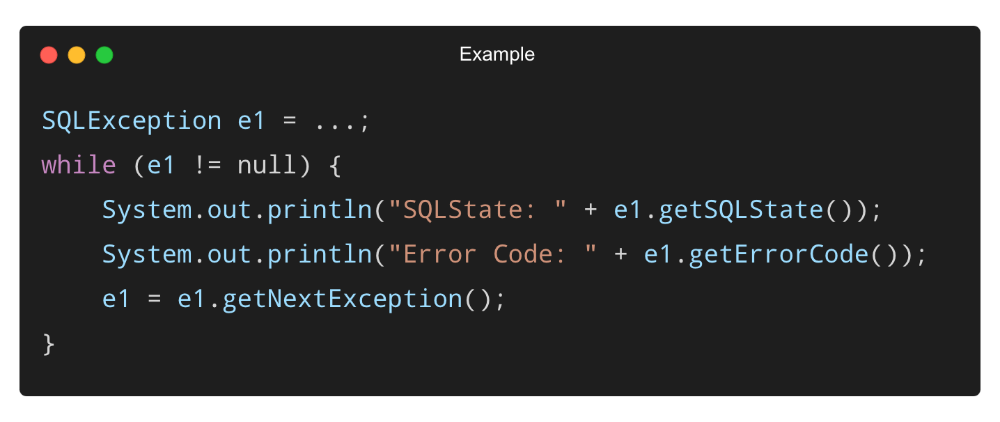 Example
SQLException e1 = ...;
while (e1 != null) {
    System.out.println("SQLState: " + e1.getSQLState());
    System.out.println("Error Code: " + e1.getErrorCode());
    e1 = e1.getNextException();
}